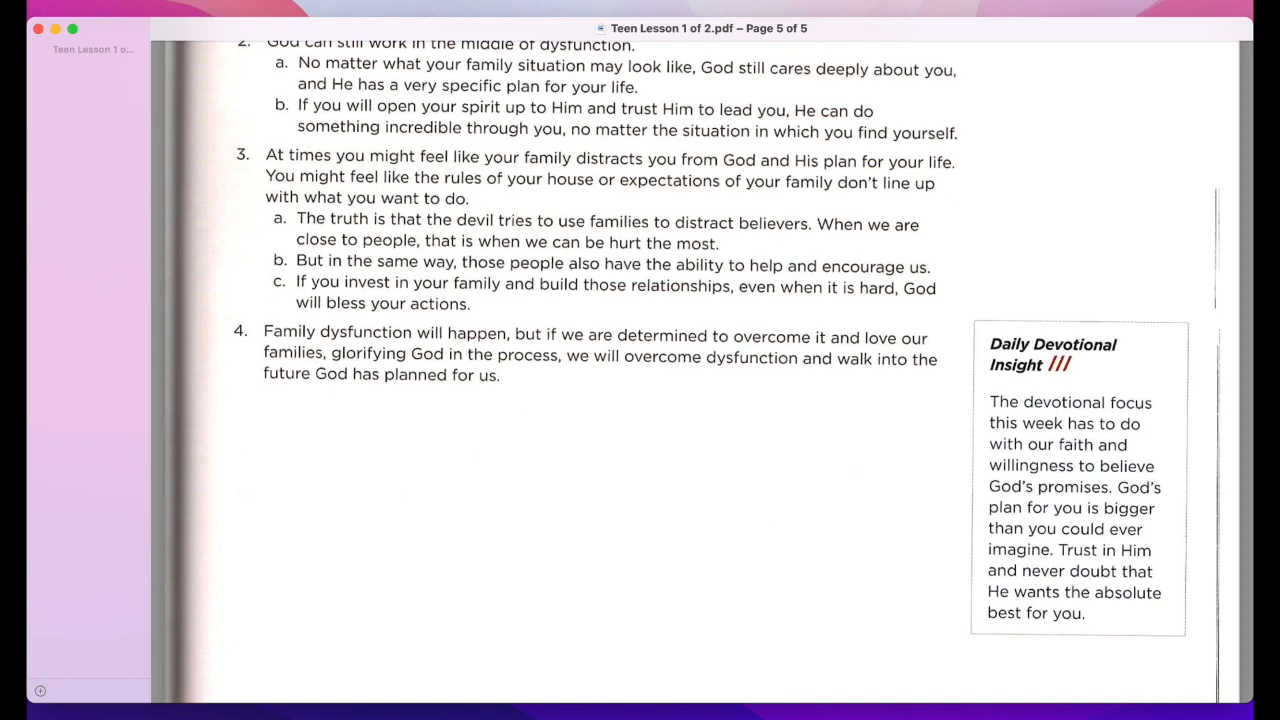 Teen Lesson 1 of 2.pdf – Page 5 of 5
Teen Lesson 1 o...
2. God can still work in the middle of dysfunction.
a. No matter what your family situation may look like, God still cares deeply about you,
and He has a very specific plan for your life.
b. If you will open your spirit up to Him and trust Him to lead you, He can do
something incredible through you, no matter the situation in which you find yourself.
3. At times you might feel like your family distracts you from God and His plan for your life.
You might feel like the rules of your house or expectations of your family don't line up
with what you want to do.
a. The truth is that the devil tries to use families to distract believers. When we are
close to people, that is when we can be hurt the most.
b. But in the same way, those people also have the ability to help and encourage us.
c. If you invest in your family and build those relationships, even when it is hard, God
will bless your actions.
4. Family dysfunction will happen, but if we are determined to overcome it and love our
families, glorifying God in the process, we will overcome dysfunction and walk into the
future God has planned for us.
Daily Devotional
Insight ///
The devotional focus
this week has to do
with our faith and
willingness to believe
God's promises. God's
plan for you is bigger
than you could ever
imagine. Trust in Him
and never doubt that
He wants the absolute
best for you.